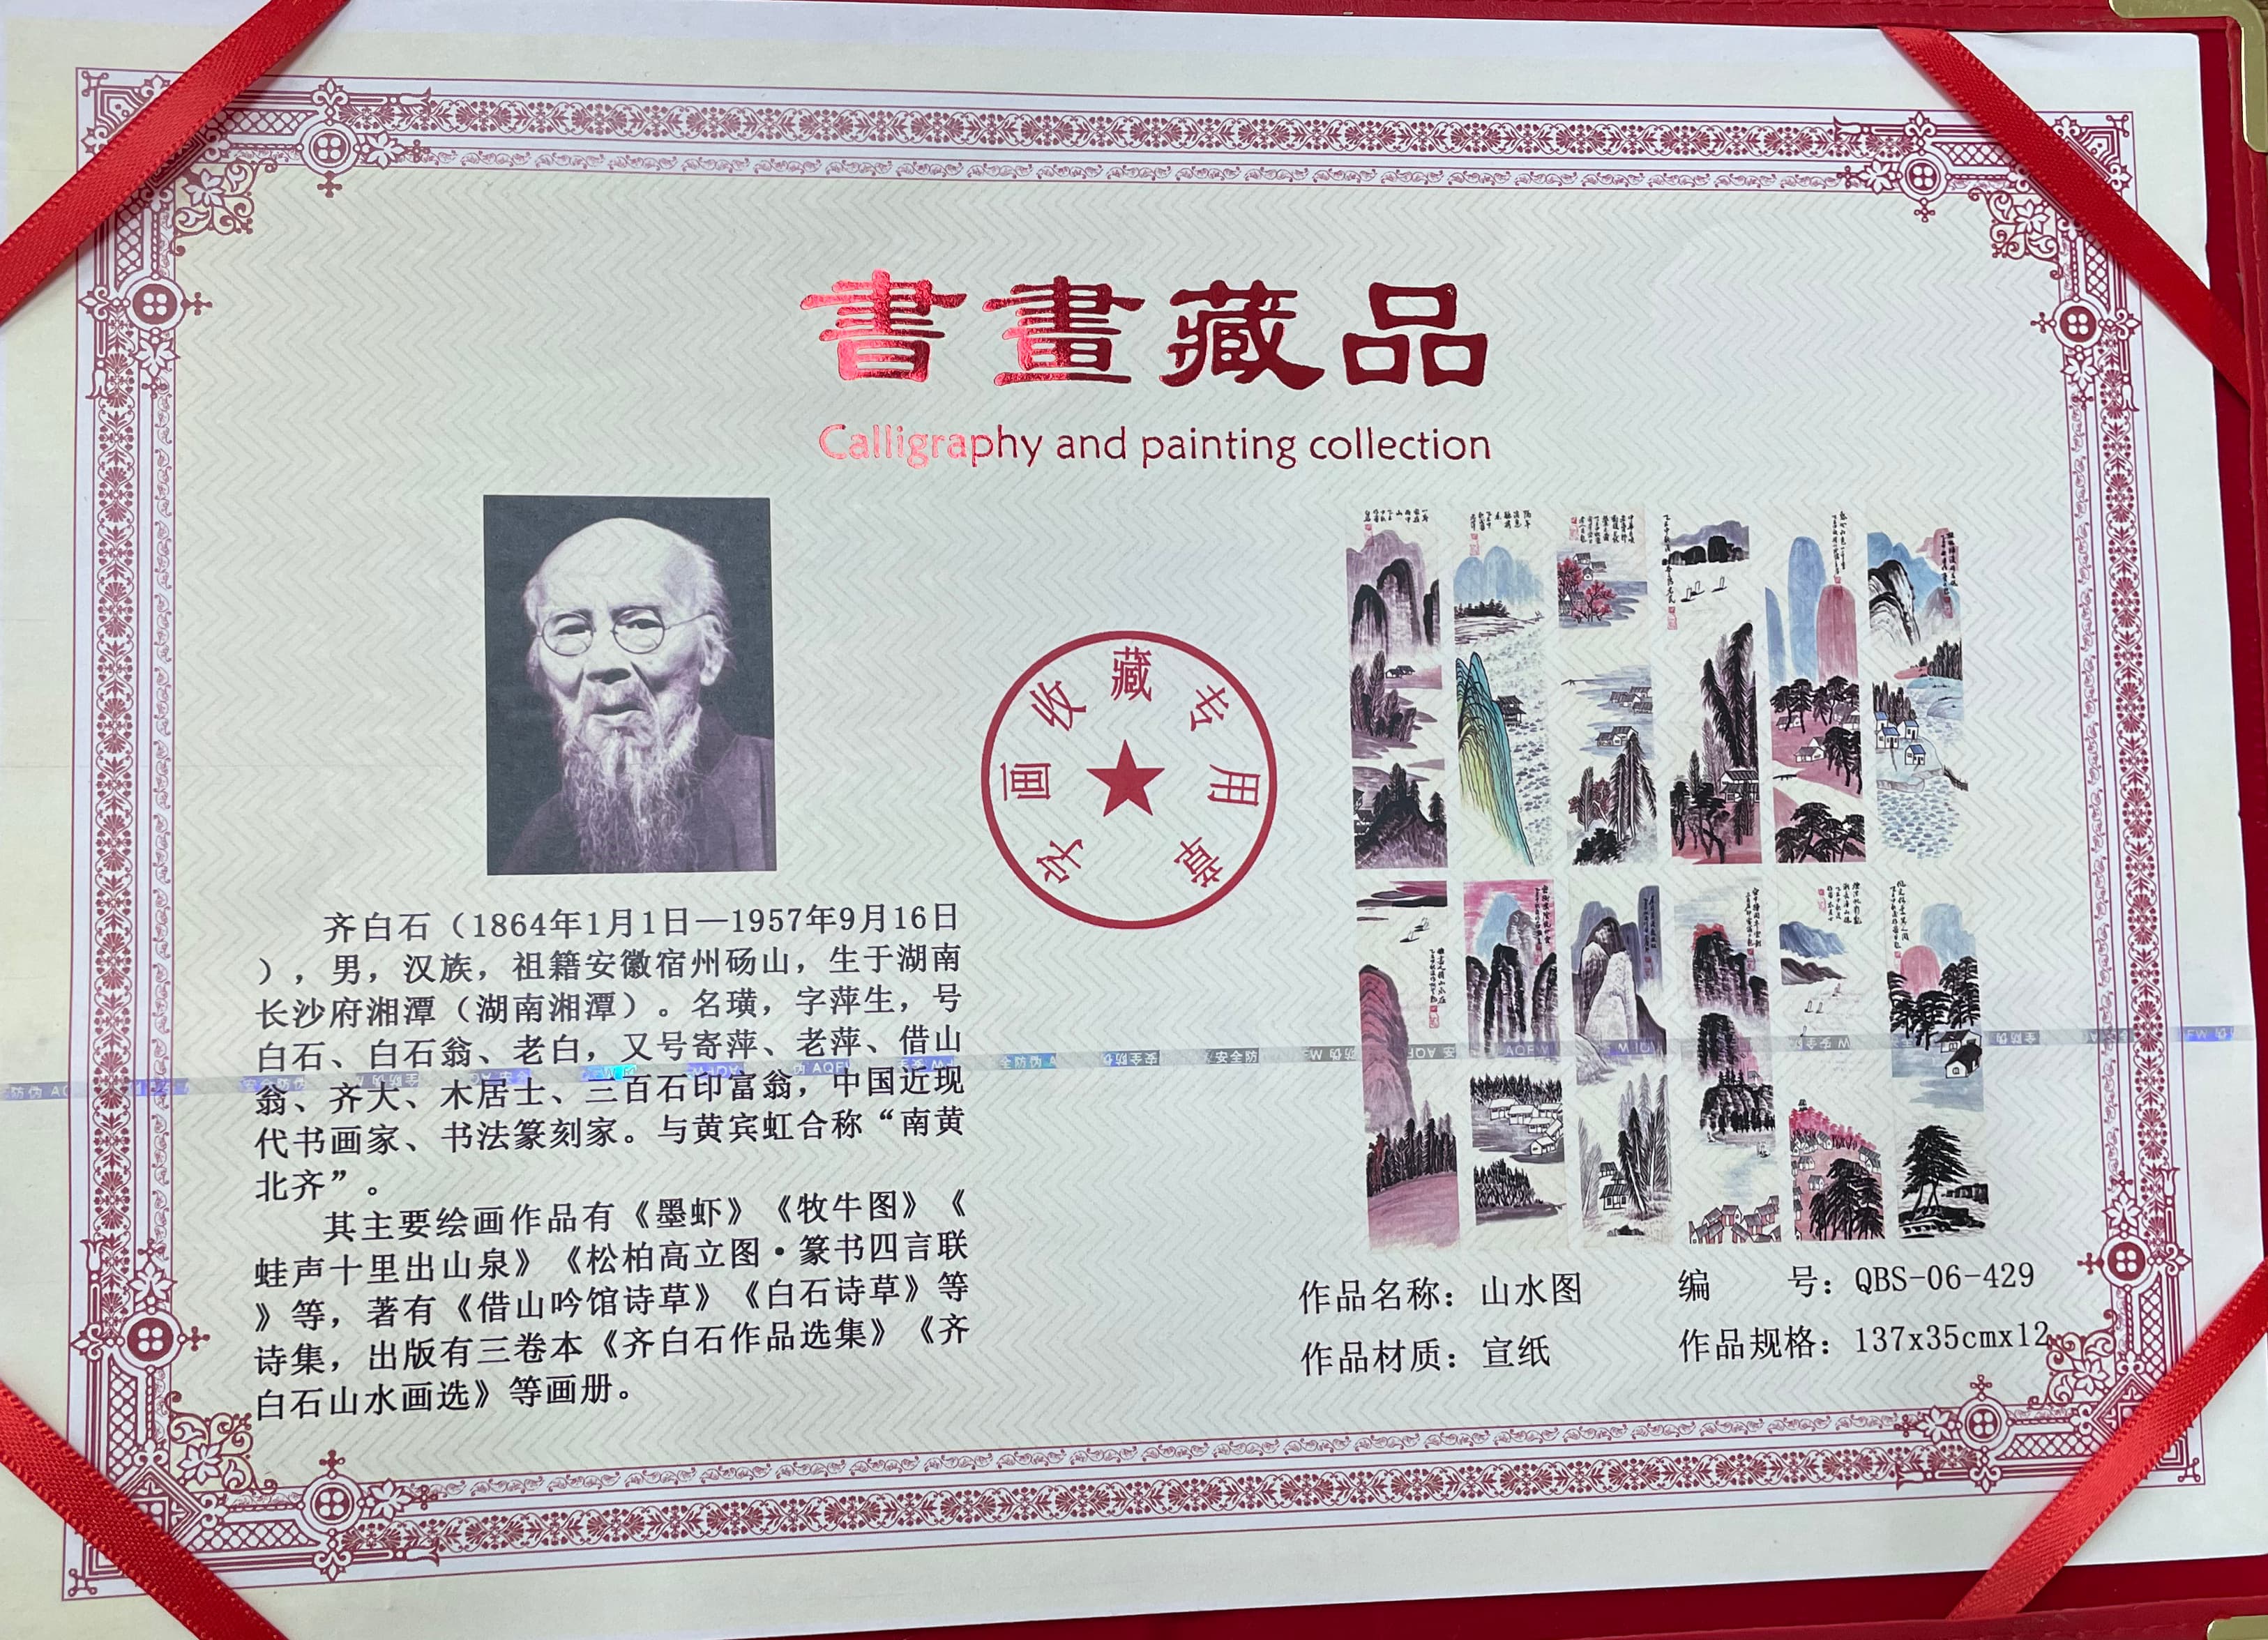 書畫藏品
Calligraphy and painting collection
字画收藏专用章
齐白石（1864年1月1日—1957年9月16日
），男，汉族，祖籍安徽宿州砀山，生于湖南
长沙府湘潭（湖南湘潭）。名璜，字萍生，号
白石、白石翁、老白，又号寄萍、老萍、借山
翁、齐大、木居士、三百石印富翁，中国近现
代书画家、书法篆刻家。与黄宾虹合称“南黄
北齐”。
其主要绘画作品有《墨虾》《牧牛图》《
蛙声十里出山泉》《松柏高立图•篆书四言联
》等，著有《借山吟馆诗草》《白石诗草》等
诗集，出版有三卷本《齐白石作品选集》《齐
白石山水画选》等画册。
作品名称：山水图
编　号：QBS-06-429
作品材质：宣纸
作品规格：137x35cmx12